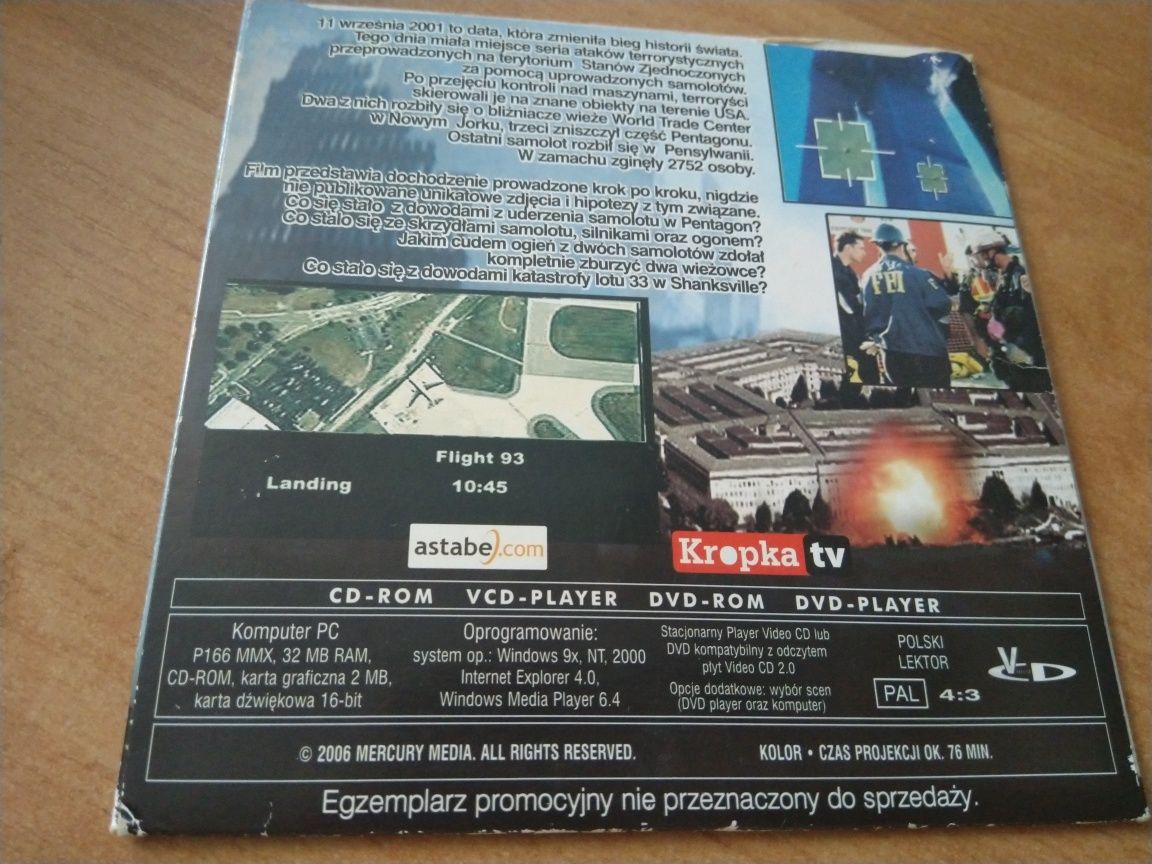 11 września 2001 to data, która zmieniła bieg historii świata.
Tego dnia miała miejsce seria ataków terrorystycznych
przeprowadzonych na terytorium Stanów Zjednoczonych
za pomocą uprowadzonych samolotów.
Po przejęciu kontroli nad maszynami, terroryści
skierowali je na znane obiekty na terenie USA.
Dwa z nich rozbiły się o bliźniacze wieże World Trade Center
w Nowym Jorku, trzeci zniszczył część Pentagonu.
Ostatni samolot rozbił się w Pensylwanii.
W zamachu zginęły 2752 osoby.
Film przedstawia dochodzenie prowadzone krok po kroku, nigdzie
nie publikowane unikatowe zdjęcia i hipotezy z tym związane.
Co się stało z dowodami z uderzenia samolotu w Pentagon?
Co stało się ze skrzydłami samolotu, silnikami oraz ogonem?
Jakim cudem ogień z dwóch samolotów zdołał
kompletnie zburzyć dwa wieżowce?
Co stało się z dowodami katastrofy lotu 33 w Shanksville?
FBI
Flight 93
Landing 10:45
astabe.com
Kropka tv
CD-ROM VCD-PLAYER DVD-ROM DVD-PLAYER
Komputer PC
P166 MMX, 32 MB RAM,
CD-ROM, karta graficzna 2 MB,
karta dźwiękowa 16-bit
Oprogramowanie:
system op.: Windows 9x, NT, 2000
Internet Explorer 4.0,
Windows Media Player 6.4
Stacjonarny Player Video CD lub
DVD kompatybilny z odczytem
płyt Video CD 2.0
Opcje dodatkowe: wybór scen
(DVD player oraz komputer)
POLSKI
LEKTOR
PAL 4:3
VCD
© 2006 MERCURY MEDIA. ALL RIGHTS RESERVED.
KOLOR • CZAS PROJEKCJI OK. 76 MIN.
Egzemplarz promocyjny nie przeznaczony do sprzedaży.